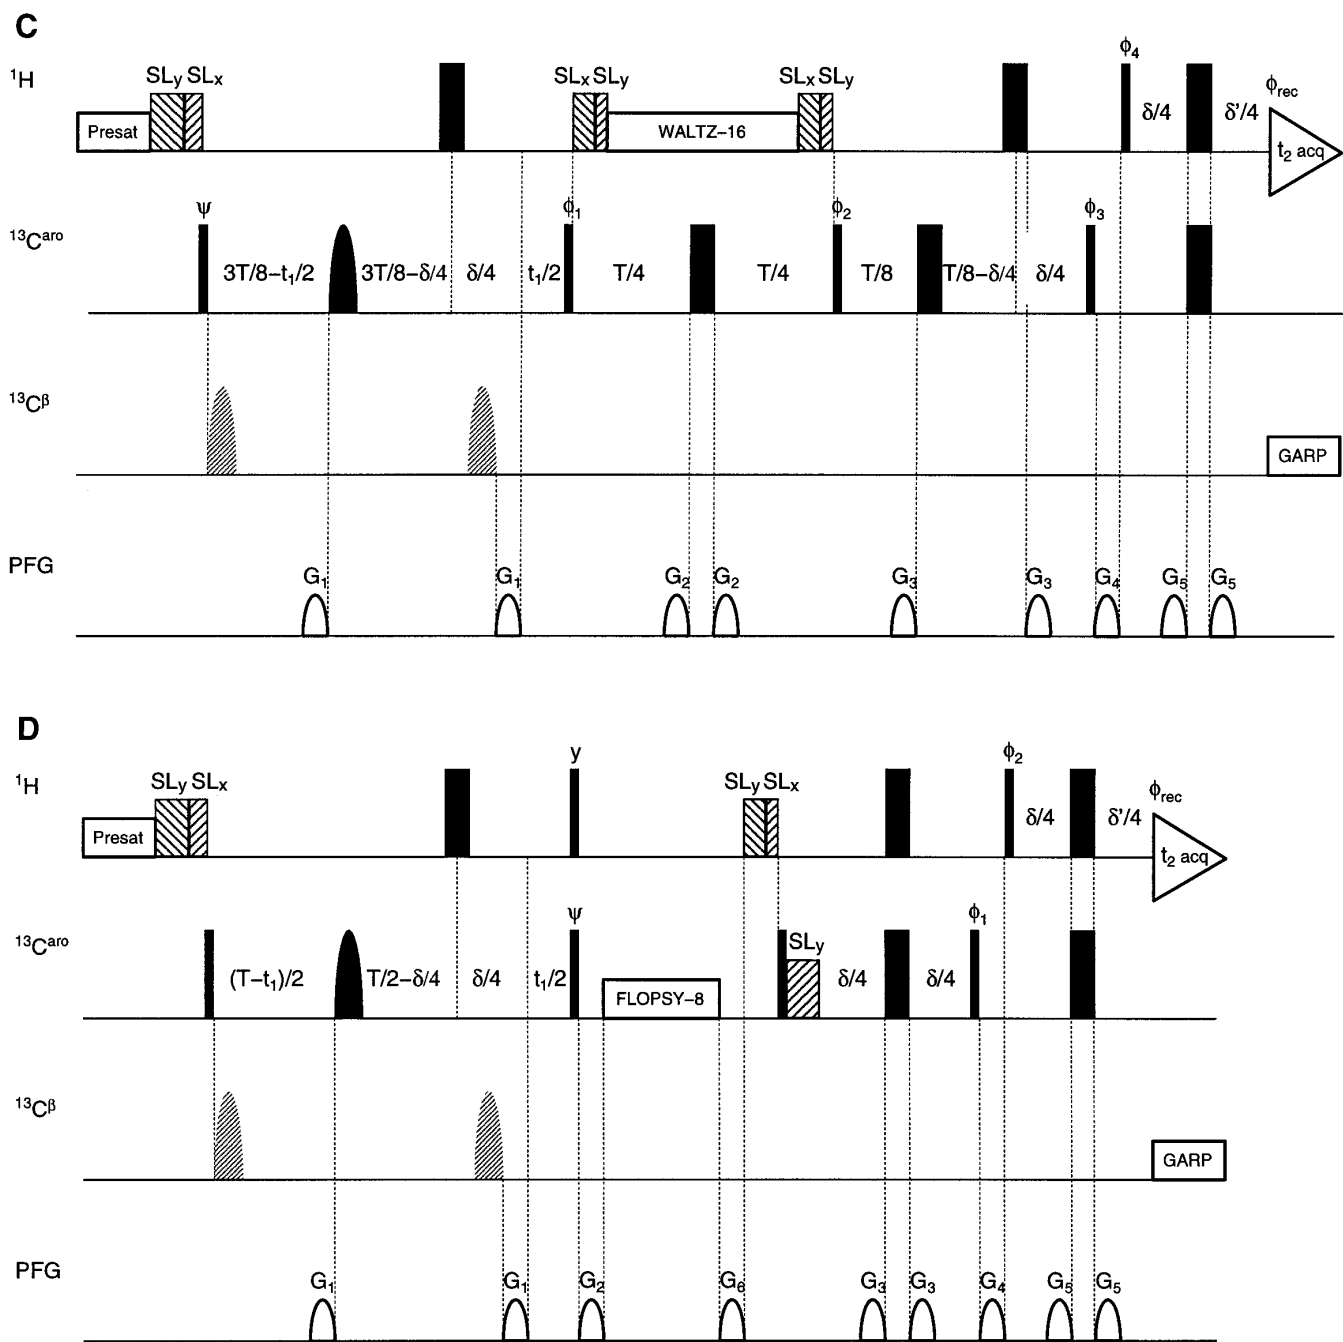 C
¹H
Presat
SLy SLx
SLx SLy
WALTZ-16
SLx SLy
ϕ4
δ/4
δ'/4
ϕrec
t2 acq
¹³Cᵃʳᵒ
ψ
3T/8-t1/2
3T/8-δ/4
δ/4
t1/2
ϕ1
T/4
T/4
ϕ2
T/8
T/8-δ/4
δ/4
ϕ3
¹³Cᵝ
GARP
PFG
G1
G1
G2
G2
G3
G3
G4
G5
G5
D
¹H
Presat
SLy SLx
y
SLy SLx
ϕ2
δ/4
δ'/4
ϕrec
t2 acq
¹³Cᵃʳᵒ
(T-t1)/2
T/2-δ/4
δ/4
t1/2
ψ
FLOPSY-8
SLy
δ/4
δ/4
ϕ1
¹³Cᵝ
GARP
PFG
G1
G1
G2
G6
G3
G3
G4
G5
G5